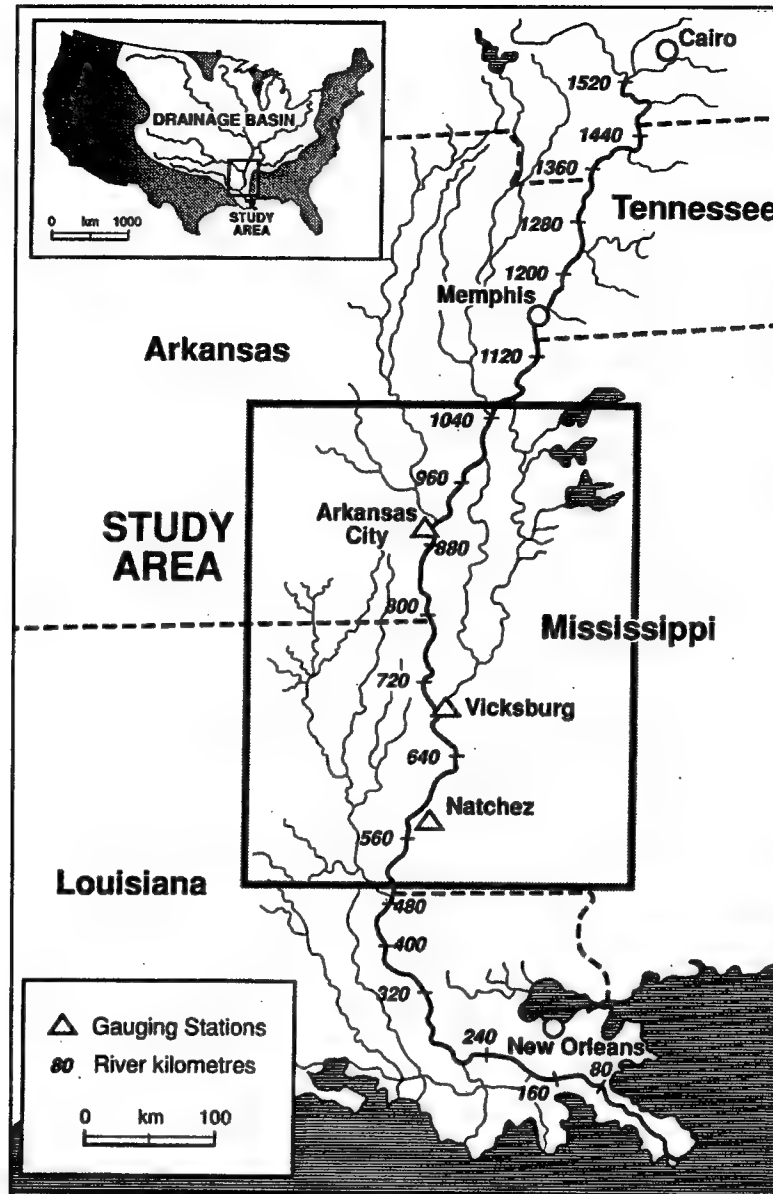 Cairo
1520
DRAINAGE BASIN
1440
1360
Tennessee
0 km 1000
STUDY
AREA
1280
1200
Memphis
Arkansas
1120
1040
960
STUDY
AREA
Arkansas
City
880
800
Mississippi
720
Vicksburg
640
Natchez
560
Louisiana
480
400
320
Gauging Stations
80 River kilometres
240
New Orleans
80
160
0 km 100